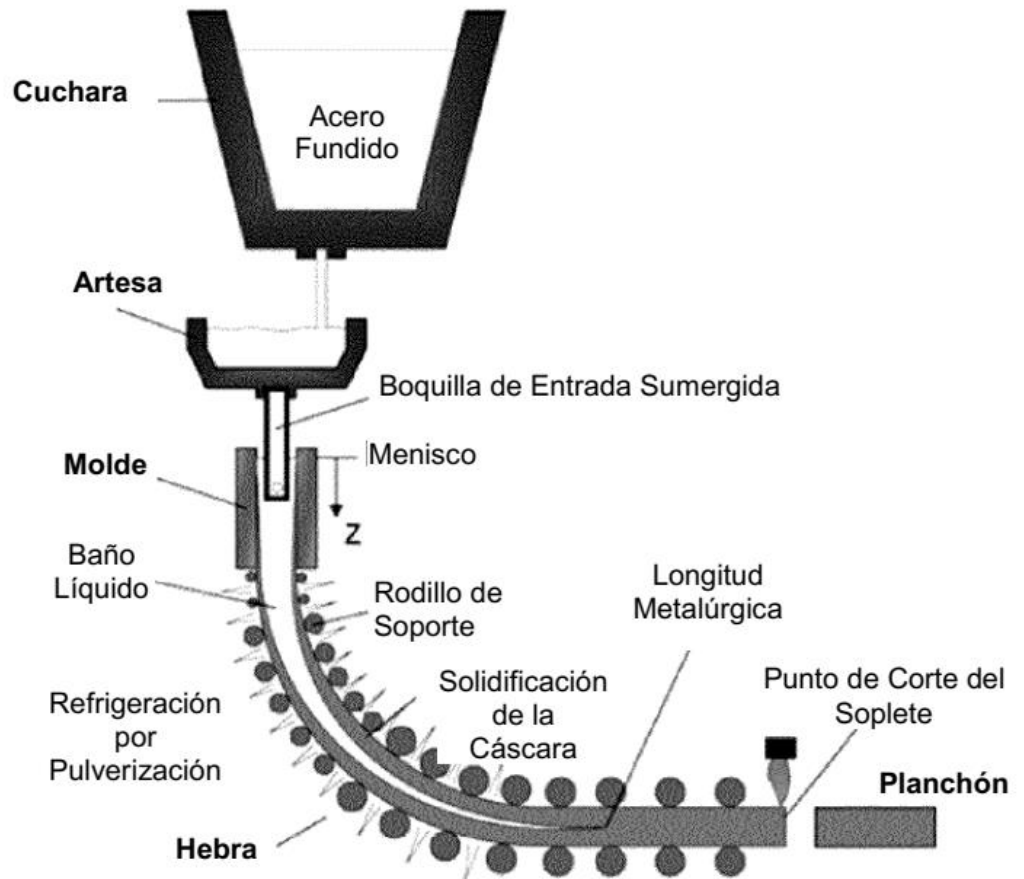 Cuchara
Acero
Fundido
Artesa
Boquilla de Entrada Sumergida
Menisco
Molde
Z
Baño
Líquido
Rodillo de
Soporte
Longitud
Metalúrgica
Solidificación
de la
Cáscara
Punto de Corte del
Soplete
Refrigeración
por
Pulverización
Planchón
Hebra